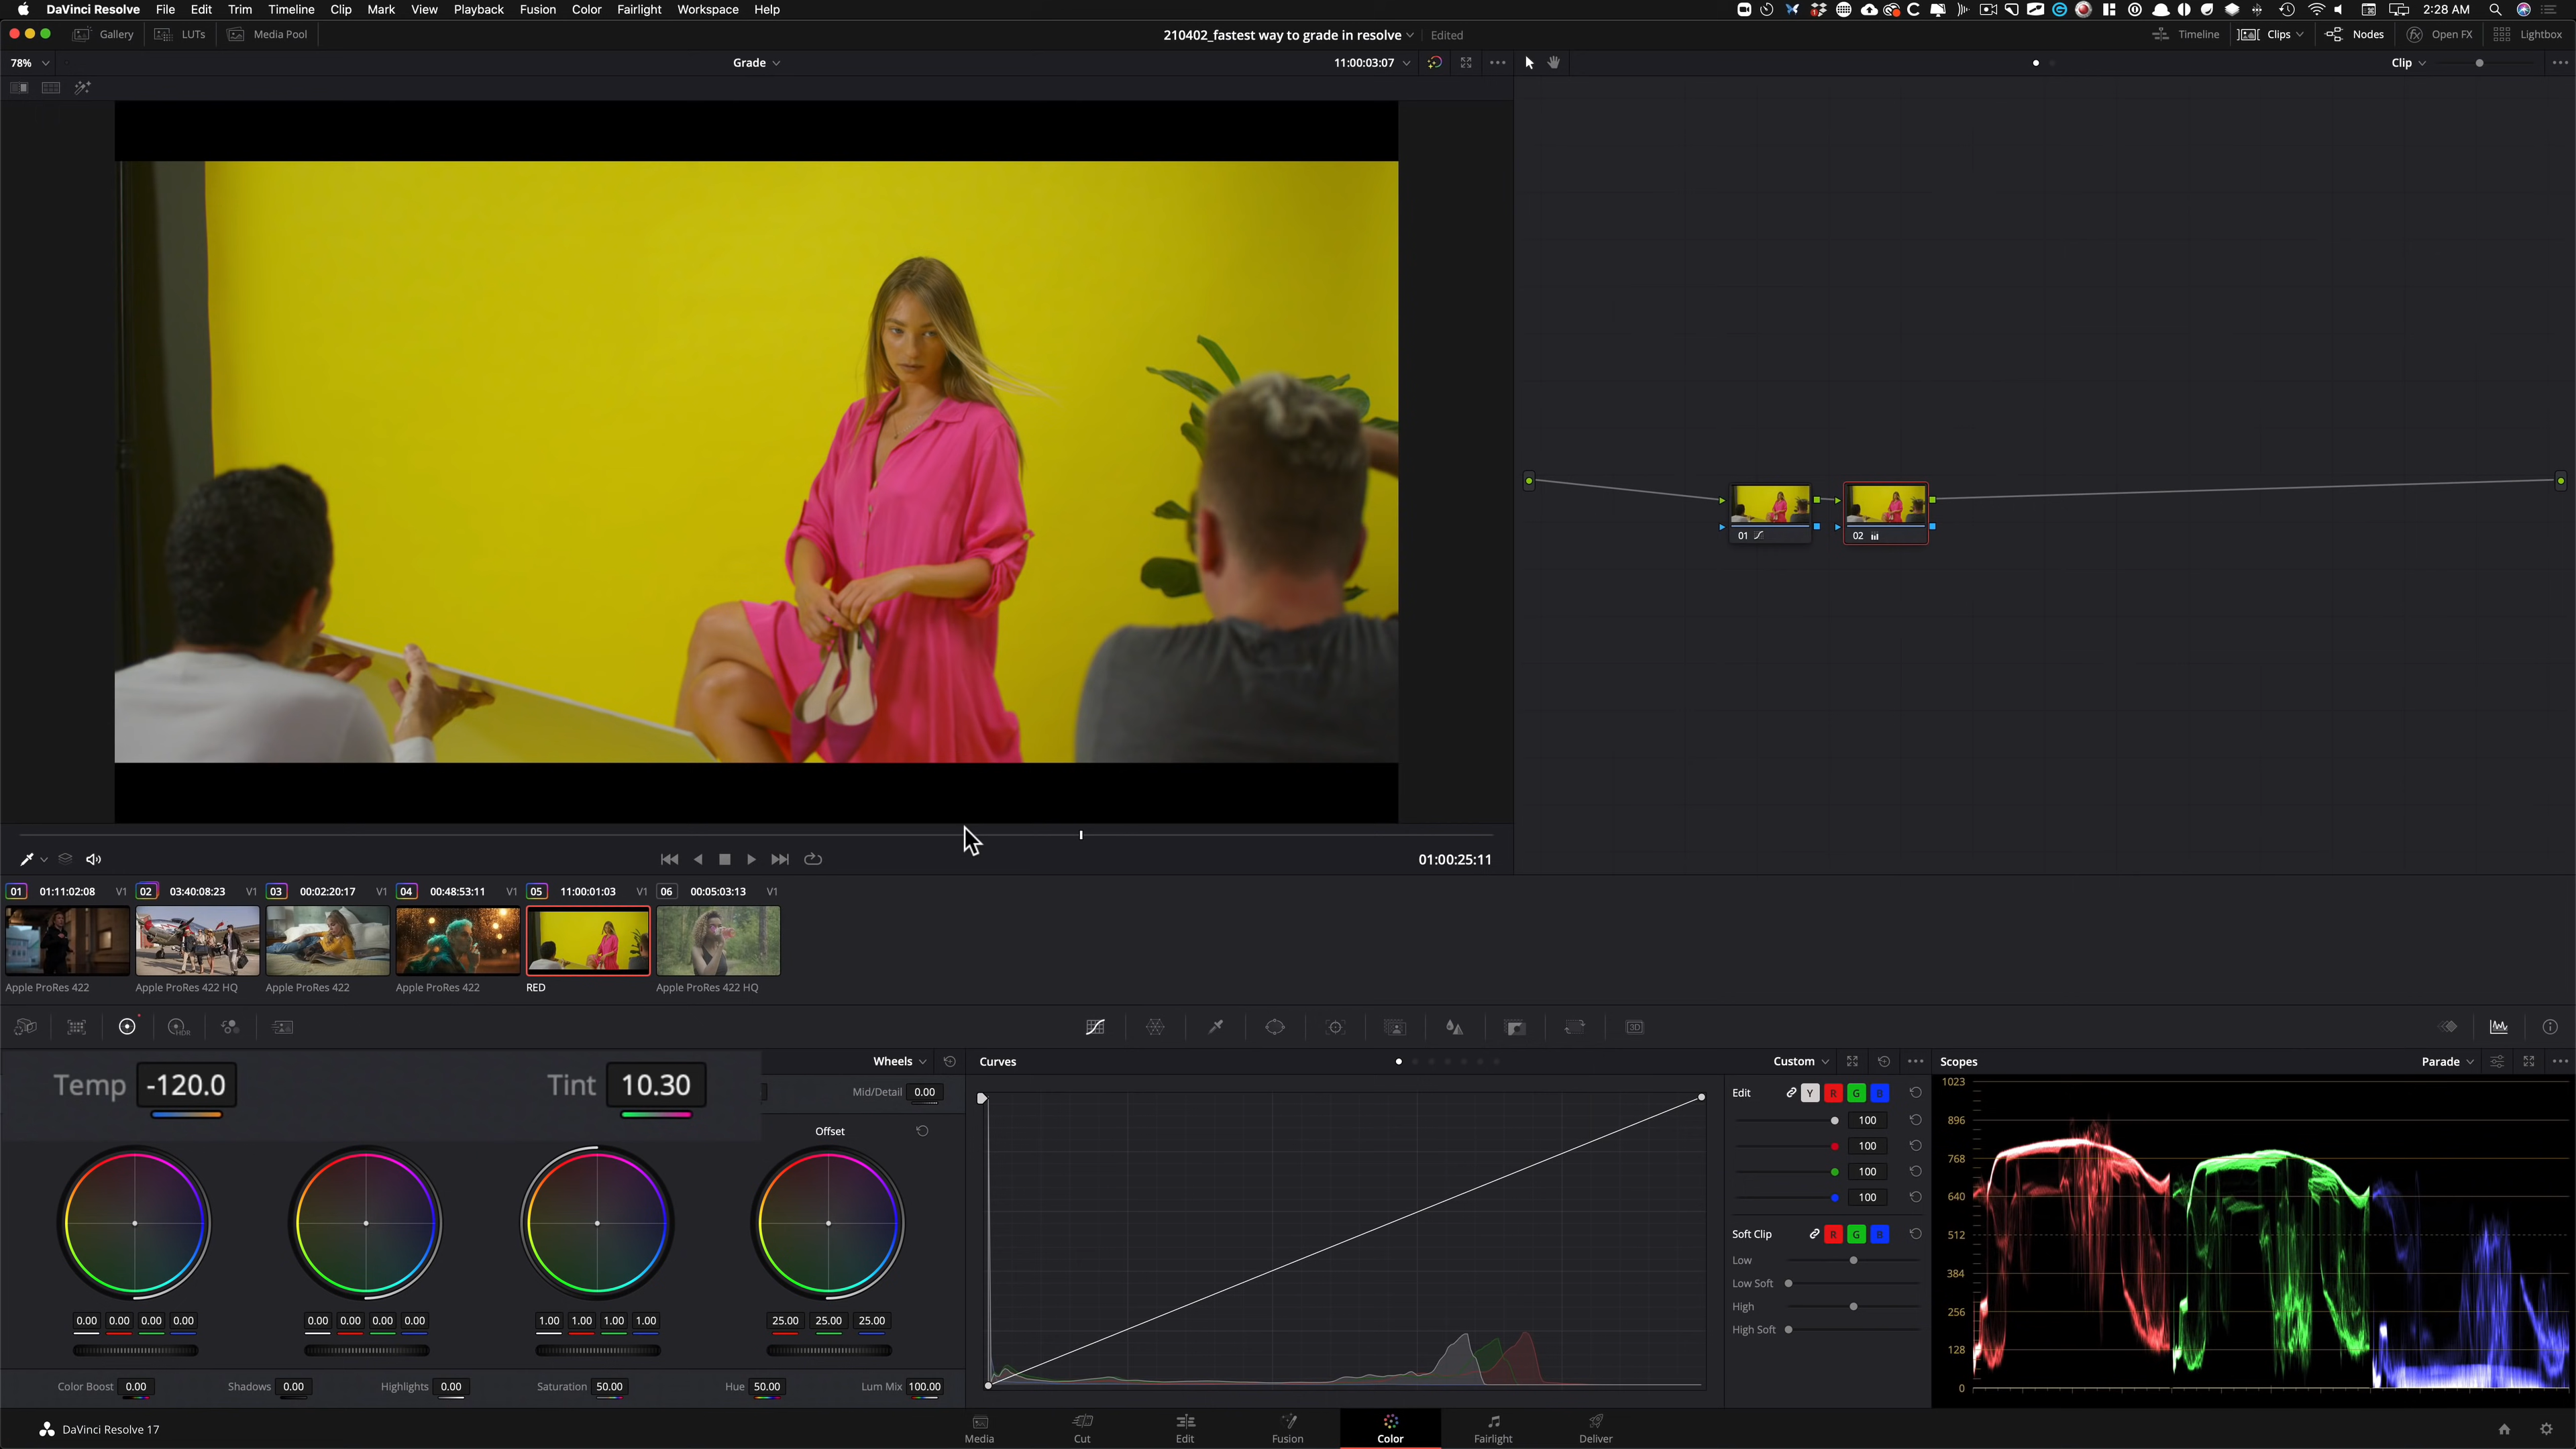 DaVinci Resolve File Edit Trim Timeline Clip Mark View Playback Fusion Color Fairlight Workspace Help 2:28 AM
Gallery LUTs Media Pool 210402_fastest way to grade in resolve Edited Timeline Clips Nodes Open FX Lightbox
78% Grade 11:00:03:07 Clip
01 02
01:00:25:11
01 01:11:02:08 V1 02 03:40:08:23 V1 03 00:02:20:17 V1 04 00:48:53:11 V1 05 11:00:01:03 V1 06 00:05:03:13 V1
Apple ProRes 422 Apple ProRes 422 HQ Apple ProRes 422 Apple ProRes 422 RED Apple ProRes 422 HQ
HDR 3D
Wheels Curves Custom Scopes Parade
Temp -120.0 Tint 10.30 Mid/Detail 0.00
Offset
0.00 0.00 0.00 0.00 0.00 0.00 0.00 0.00 1.00 1.00 1.00 1.00 25.00 25.00 25.00
Color Boost 0.00 Shadows 0.00 Highlights 0.00 Saturation 50.00 Hue 50.00 Lum Mix 100.00
Edit Y R G B
100
100
100
100
Soft Clip R G B
Low
Low Soft
High
High Soft
1023
896
768
640
512
384
256
128
0
DaVinci Resolve 17 Media Cut Edit Fusion Color Fairlight Deliver